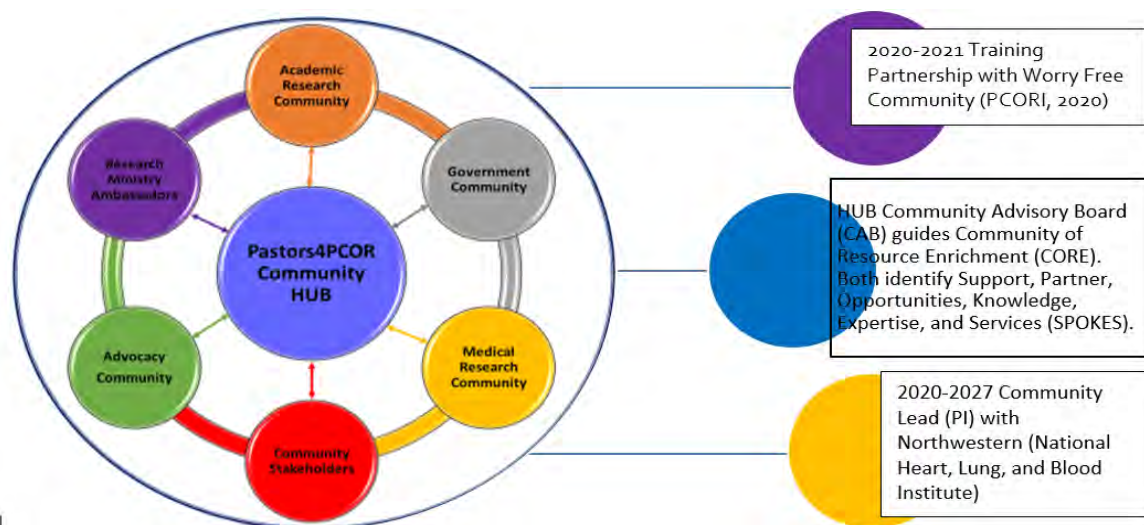 Academic
Research
Community
Research
Ministry
Ambassadors
Government
Community
Pastors4PCOR
Community
HUB
Advocacy
Community
Medical
Research
Community
Community
Stakeholders
2020-2021 Training
Partnership with Worry Free
Community (PCORI, 2020)
HUB Community Advisory Board
(CAB) guides Community of
Resource Enrichment (CORE).
Both identify Support, Partner,
Opportunities, Knowledge,
Expertise, and Services (SPOKES).
2020-2027 Community
Lead (PI) with
Northwestern (National
Heart, Lung, and Blood
Institute)